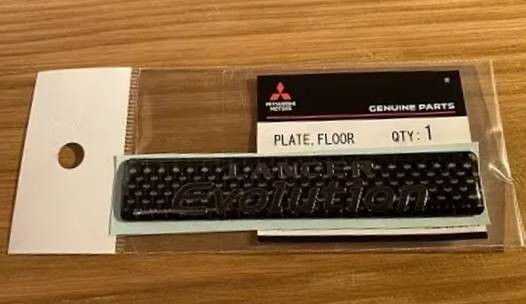 MITSUBISHI
MOTORS
GENUINE PARTS
PLATE, FLOOR QTY: 1
LANCER
Evolution